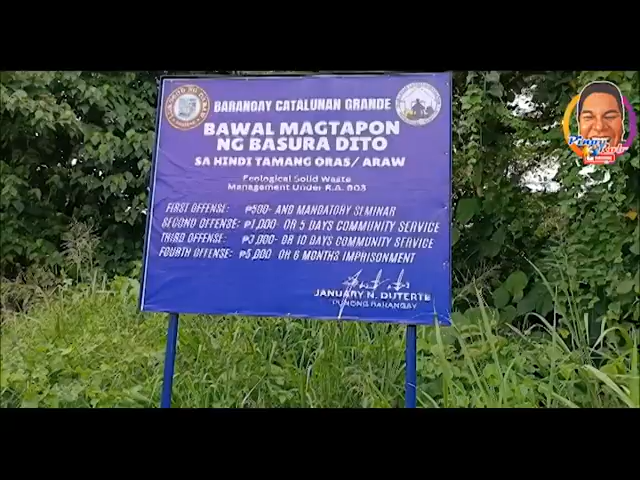 BARANGAY CATALUNAN GRANDE
BAWAL MAGTAPON
NG BASURA DITO
SA HINDI TAMANG ORAS/ ARAW
Ecological Solid Waste
Management Under R.A. 9003
FIRST OFFENSE: ₱500- AND MANDATORY SEMINAR
SECOND OFFENSE: ₱1,000- OR 5 DAYS COMMUNITY SERVICE
THIRD OFFENSE: ₱3,000- OR 10 DAYS COMMUNITY SERVICE
FOURTH OFFENSE: ₱5,000- OR 6 MONTHS IMPRISONMENT
JANUARY N. DUTERTE
PUNONG BARANGAY